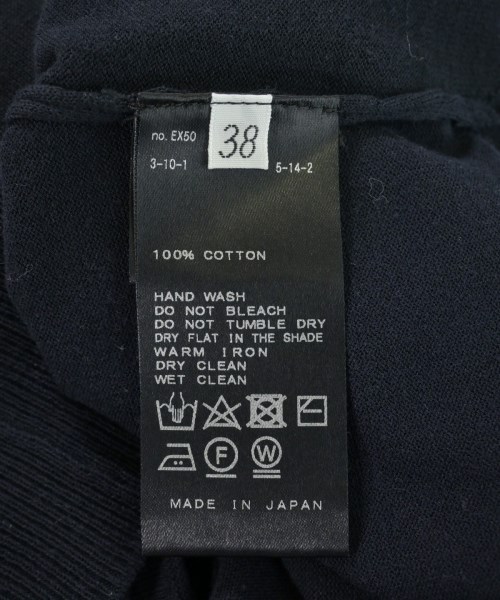 no. EX50
38
3-10-1
5-14-2
100% COTTON
HAND WASH
DO NOT BLEACH
DO NOT TUMBLE DRY
DRY FLAT IN THE SHADE
WARM IRON
DRY CLEAN
WET CLEAN
F W
MADE IN JAPAN